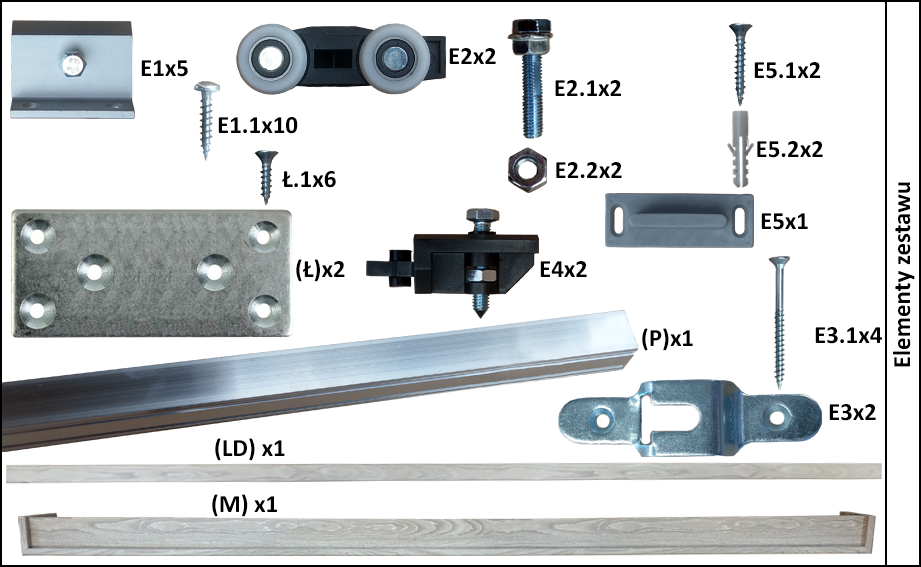 E1x5
E2x2
E2.1x2
E5.1x2
E1.1x10
E2.2x2
E5.2x2
Ł.1x6
E5x1
(Ł)x2
E4x2
(P)x1
E3.1x4
E3x2
(LD) x1
(M) x1
Elementy zestawu